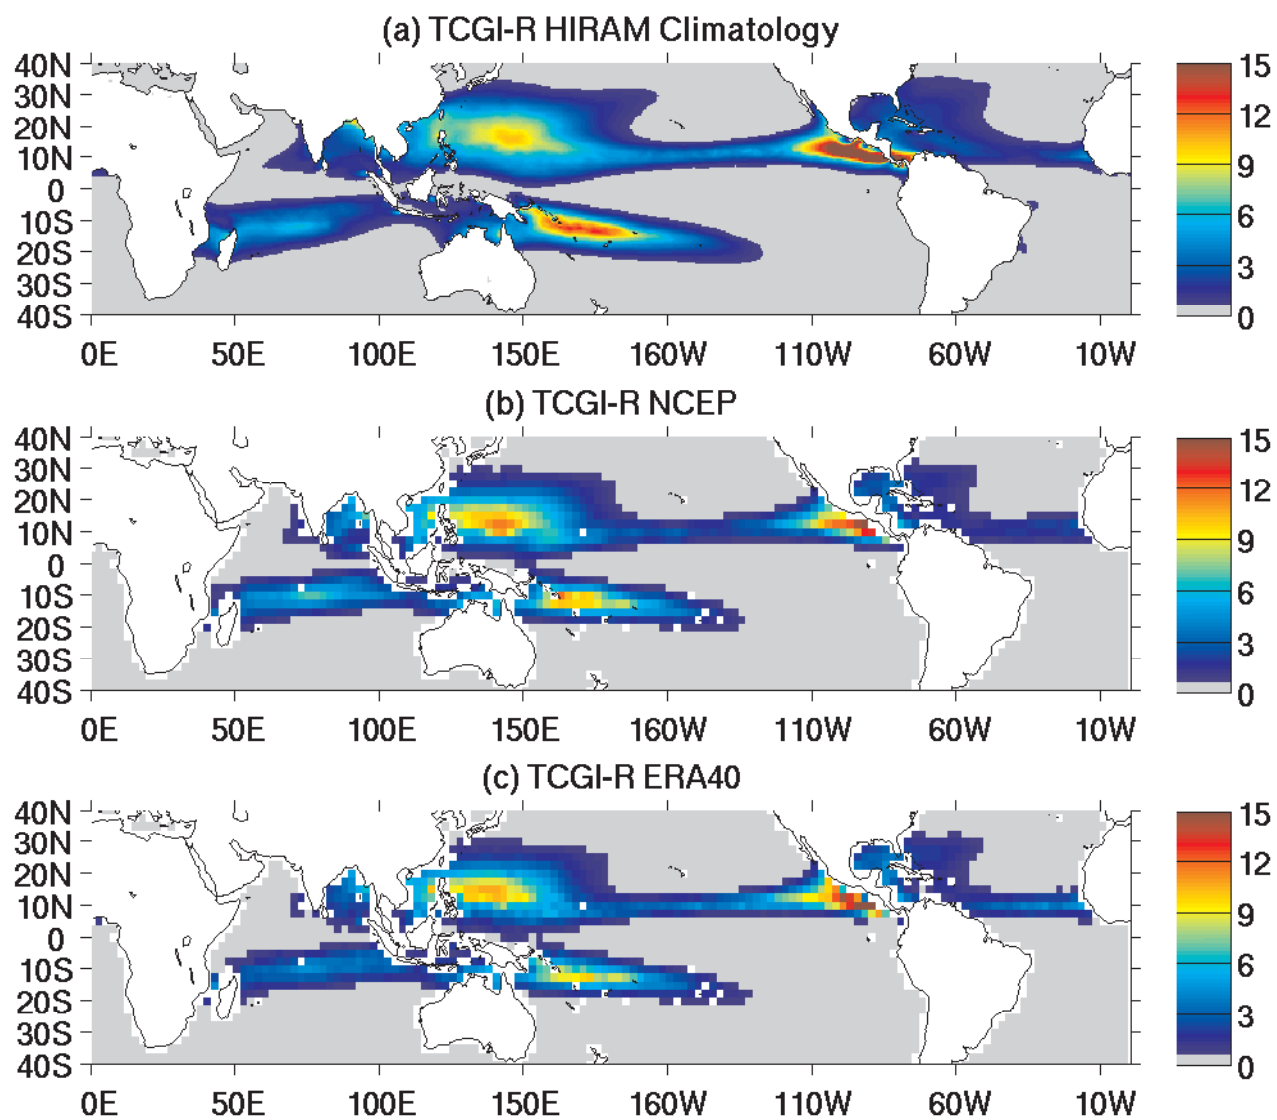 (a) TCGI-R HIRAM Climatology
40N
30N
20N
10N
0
10S
20S
30S
40S
0E 50E 100E 150E 160W 110W 60W 10W
15
12
9
6
3
0
(b) TCGI-R NCEP
40N
30N
20N
10N
0
10S
20S
30S
40S
0E 50E 100E 150E 160W 110W 60W 10W
15
12
9
6
3
0
(c) TCGI-R ERA40
40N
30N
20N
10N
0
10S
20S
30S
40S
0E 50E 100E 150E 160W 110W 60W 10W
15
12
9
6
3
0